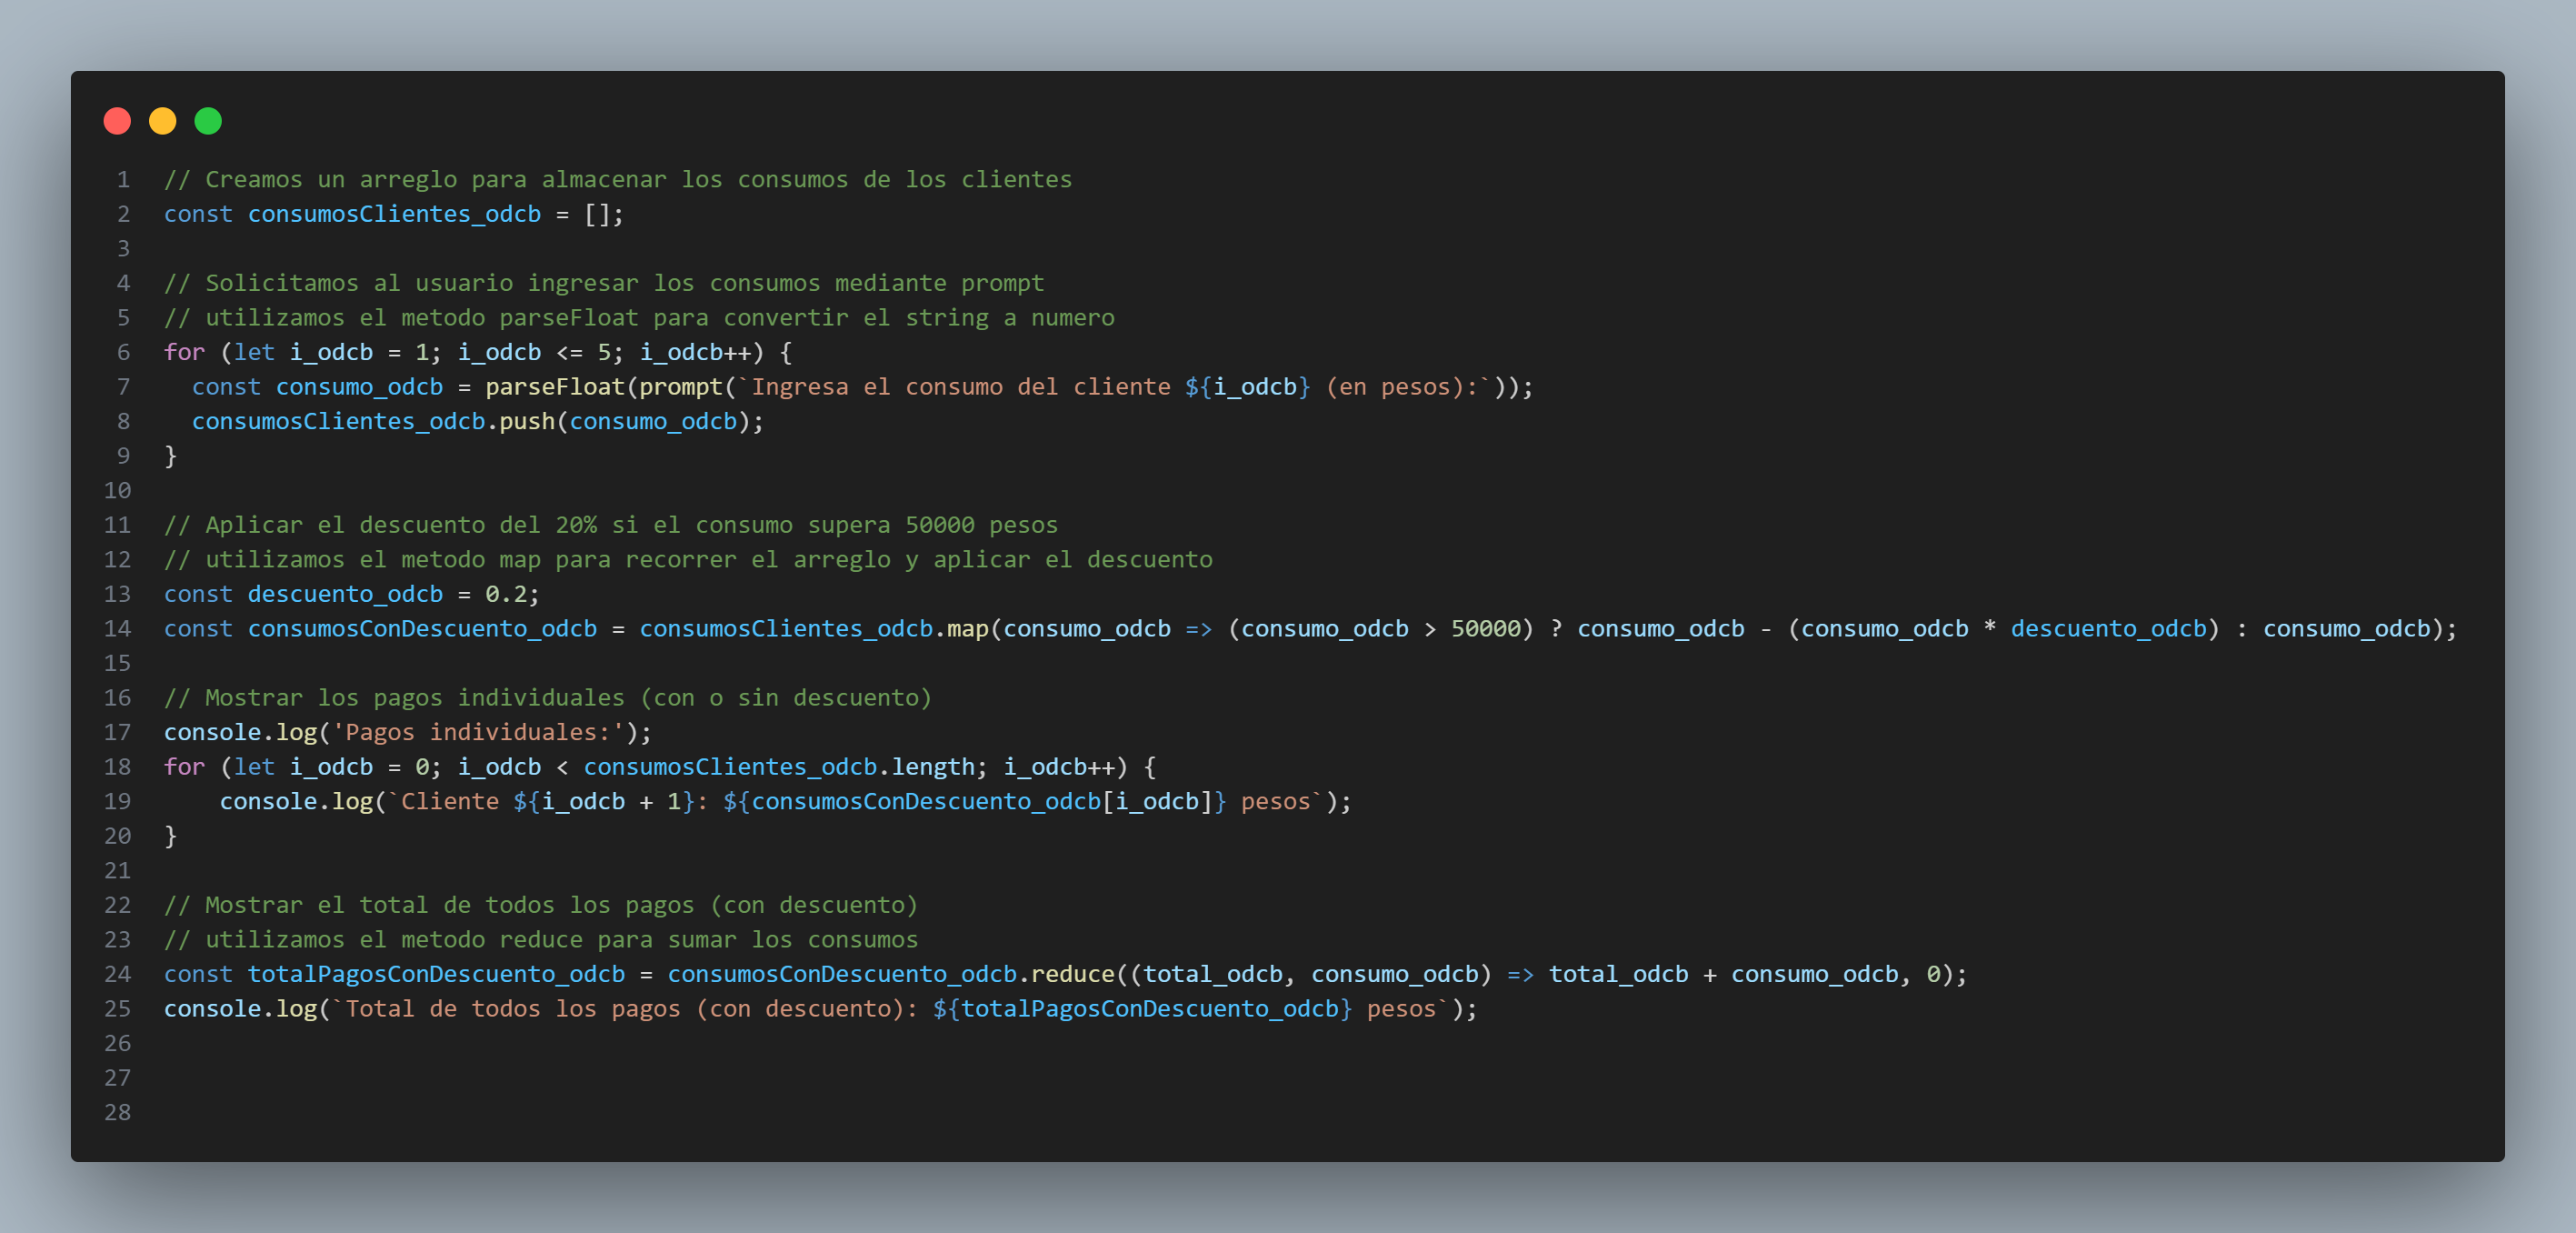 1 // Creamos un arreglo para almacenar los consumos de los clientes
2 const consumosClientes_odcb = [];
3
4 // Solicitamos al usuario ingresar los consumos mediante prompt
5 // utilizamos el metodo parseFloat para convertir el string a numero
6 for (let i_odcb = 1; i_odcb <= 5; i_odcb++) {
7   const consumo_odcb = parseFloat(prompt(`Ingresa el consumo del cliente ${i_odcb} (en pesos):`));
8   consumosClientes_odcb.push(consumo_odcb);
9 }
10
11 // Aplicar el descuento del 20% si el consumo supera 50000 pesos
12 // utilizamos el metodo map para recorrer el arreglo y aplicar el descuento
13 const descuento_odcb = 0.2;
14 const consumosConDescuento_odcb = consumosClientes_odcb.map(consumo_odcb => (consumo_odcb > 50000) ? consumo_odcb - (consumo_odcb * descuento_odcb) : consumo_odcb);
15
16 // Mostrar los pagos individuales (con o sin descuento)
17 console.log('Pagos individuales:');
18 for (let i_odcb = 0; i_odcb < consumosClientes_odcb.length; i_odcb++) {
19     console.log(`Cliente ${i_odcb + 1}: ${consumosConDescuento_odcb[i_odcb]} pesos`);
20 }
21
22 // Mostrar el total de todos los pagos (con descuento)
23 // utilizamos el metodo reduce para sumar los consumos
24 const totalPagosConDescuento_odcb = consumosConDescuento_odcb.reduce((total_odcb, consumo_odcb) => total_odcb + consumo_odcb, 0);
25 console.log(`Total de todos los pagos (con descuento): ${totalPagosConDescuento_odcb} pesos`);
26
27
28